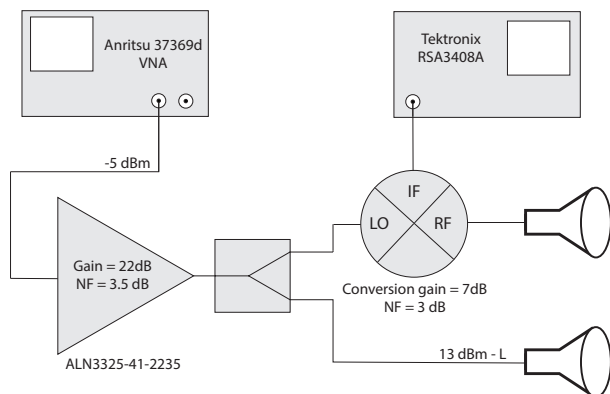 Anritsu 37369d
VNA
Tektronix
RSA3408A
-5 dBm
IF
LO
RF
Gain = 22dB
NF = 3.5 dB
Conversion gain = 7dB
NF = 3 dB
13 dBm - L
ALN3325-41-2235